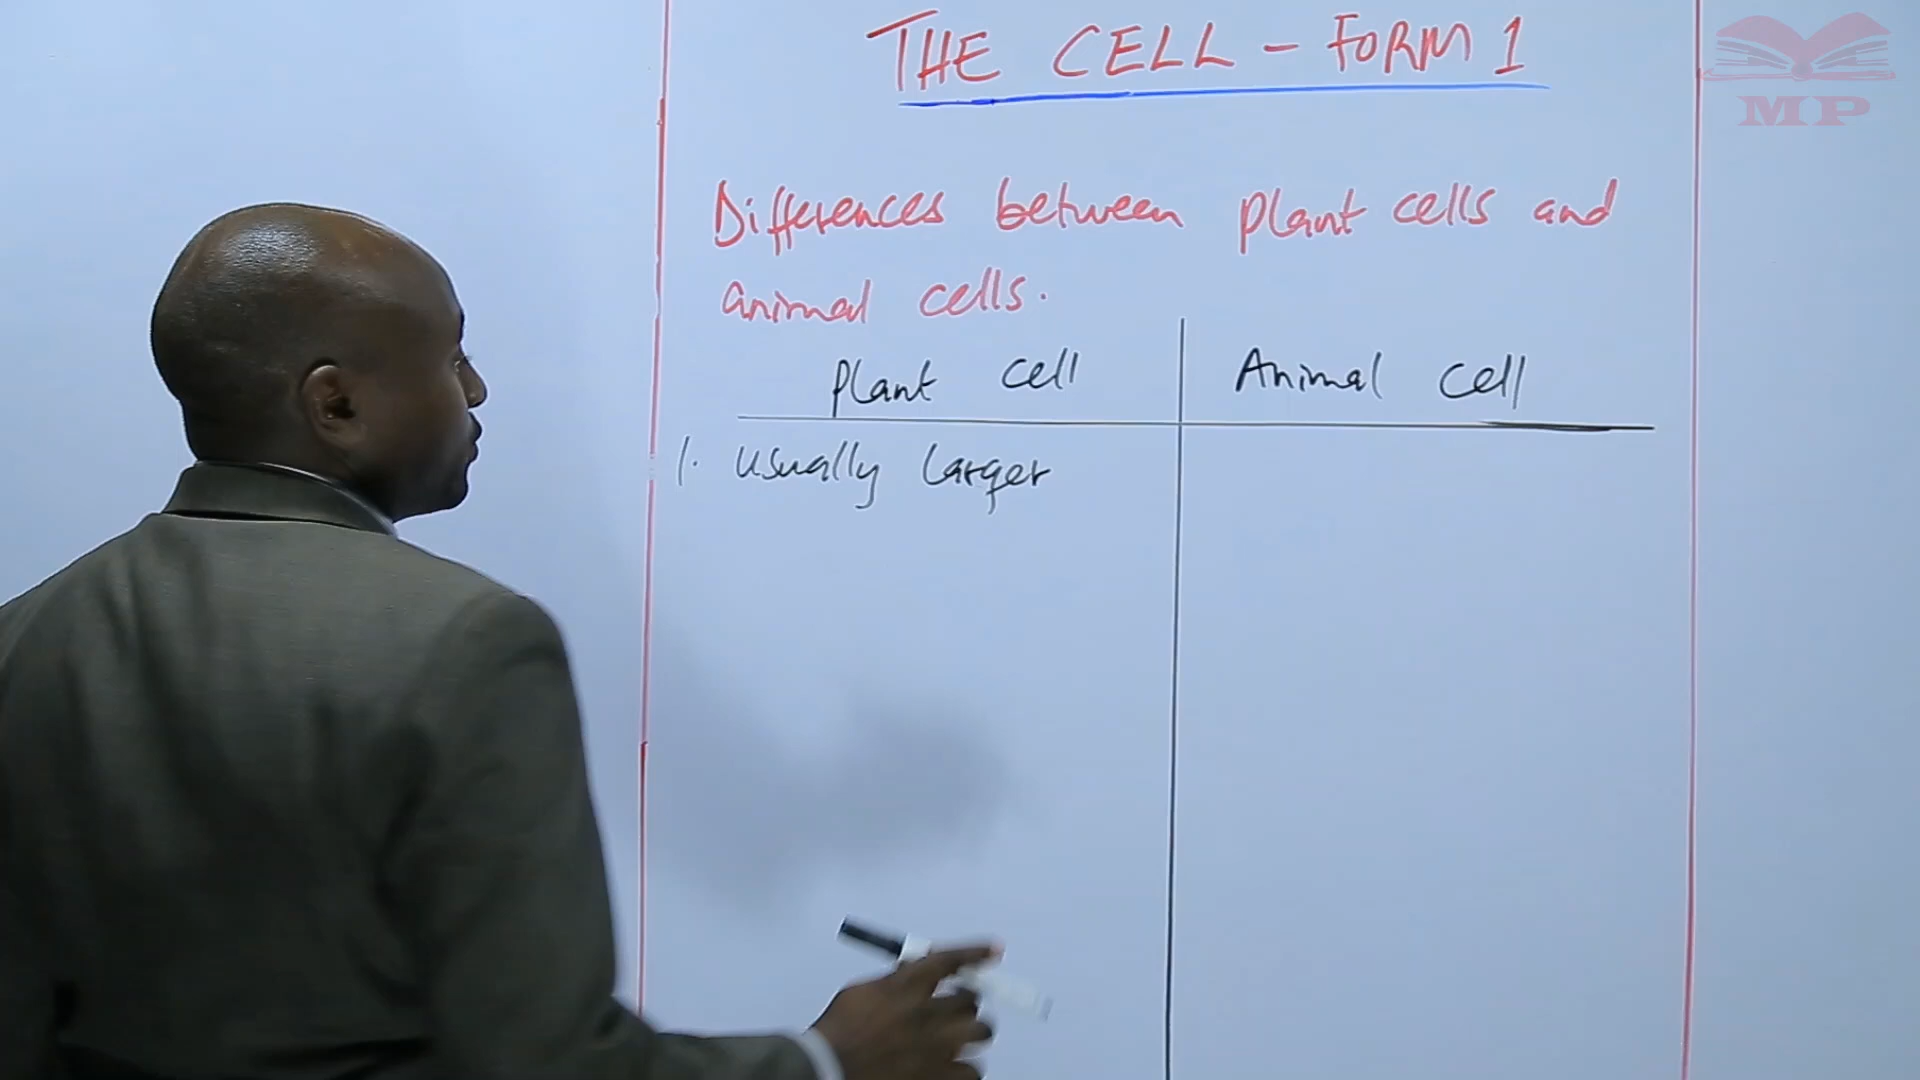 THE CELL - FORM 1
MP
Differences between plant cells and
animal cells.
Plant cell
Animal cell
1. Usually larger